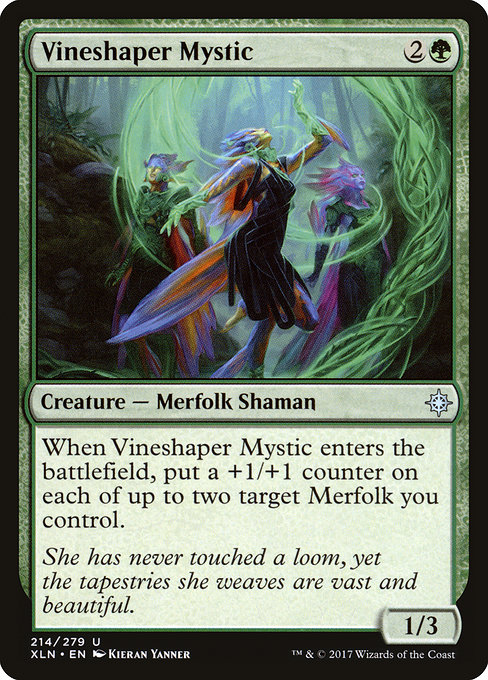 Vineshaper Mystic 2
Creature — Merfolk Shaman
When Vineshaper Mystic enters the
battlefield, put a +1/+1 counter on
each of up to two target Merfolk you
control.
She has never touched a loom, yet
the tapestries she weaves are vast and
beautiful.
1/3
214/279 U
XLN • EN Kieran Yanner
™ & © 2017 Wizards of the Coast